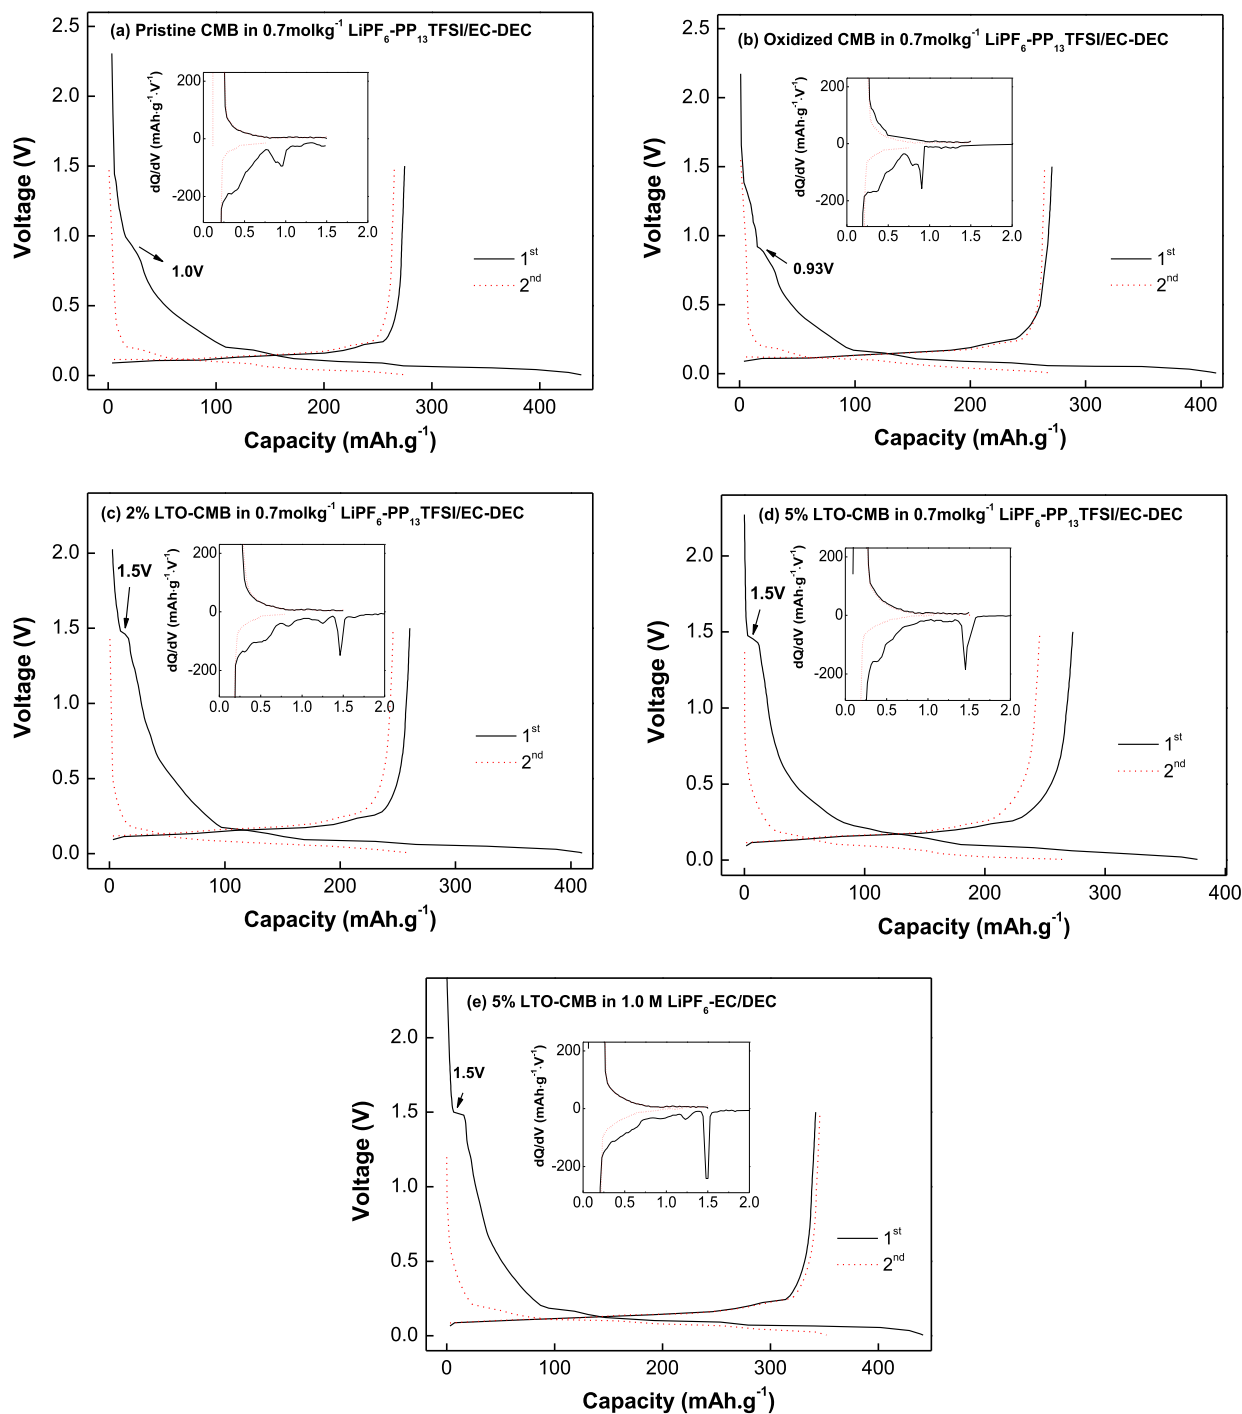 (a) Pristine CMB in 0.7molkg⁻¹ LiPF₆-PP₁₃TFSI/EC-DEC
2.5
2.0
1.5
1.0
0.5
0.0
Voltage (V)
dQ/dV (mAh·g⁻¹·V⁻¹)
200
0
-200
0.0 0.5 1.0 1.5 2.0
1.0V
1ˢᵗ
2ⁿᵈ
0 100 200 300 400
Capacity (mAh.g⁻¹)
(b) Oxidized CMB in 0.7molkg⁻¹ LiPF₆-PP₁₃TFSI/EC-DEC
2.5
2.0
1.5
1.0
0.5
0.0
Voltage (V)
dQ/dV (mAh·g⁻¹·V⁻¹)
200
0
-200
0.0 0.5 1.0 1.5 2.0
0.93V
1ˢᵗ
2ⁿᵈ
0 100 200 300 400
Capacity (mAh.g⁻¹)
(c) 2% LTO-CMB in 0.7molkg⁻¹ LiPF₆-PP₁₃TFSI/EC-DEC
2.0
1.5
1.0
0.5
0.0
Voltage (V)
1.5V
dQ/dV (mAh·g⁻¹·V⁻¹)
200
0
-200
0.0 0.5 1.0 1.5 2.0
1ˢᵗ
2ⁿᵈ
0 100 200 300 400
Capacity (mAh.g⁻¹)
(d) 5% LTO-CMB in 0.7molkg⁻¹ LiPF₆-PP₁₃TFSI/EC-DEC
2.0
1.5
1.0
0.5
0.0
Voltage (V)
1.5V
dQ/dV (mAh·g⁻¹·V⁻¹)
200
0
-200
0.0 0.5 1.0 1.5 2.0
1ˢᵗ
2ⁿᵈ
0 100 200 300 400
Capacity (mAh.g⁻¹)
(e) 5% LTO-CMB in 1.0 M LiPF₆-EC/DEC
2.0
1.5
1.0
0.5
0.0
Voltage (V)
1.5V
dQ/dV (mAh·g⁻¹·V⁻¹)
200
0
-200
0.0 0.5 1.0 1.5 2.0
1ˢᵗ
2ⁿᵈ
0 100 200 300 400
Capacity (mAh.g⁻¹)